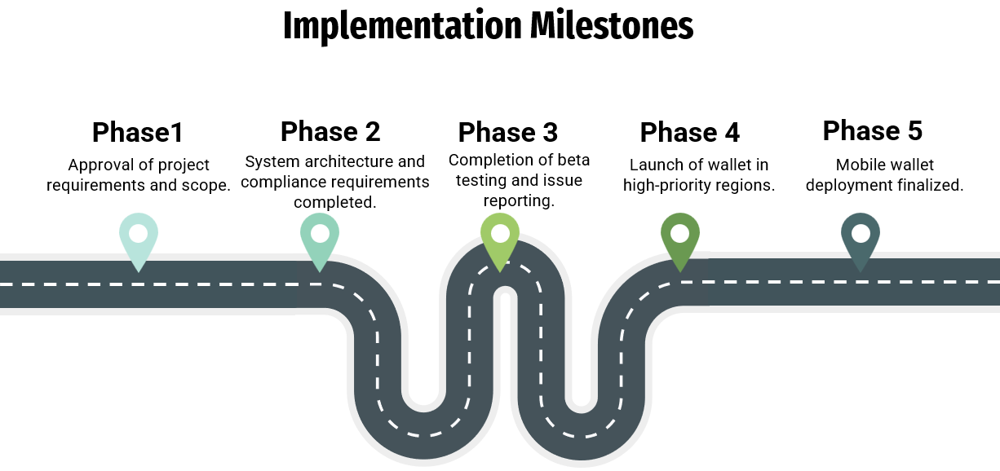 Implementation Milestones
Phase1
Approval of project
requirements and scope.
Phase 2
System architecture and
compliance requirements
completed.
Phase 3
Completion of beta
testing and issue
reporting.
Phase 4
Launch of wallet in
high-priority regions.
Phase 5
Mobile wallet
deployment finalized.